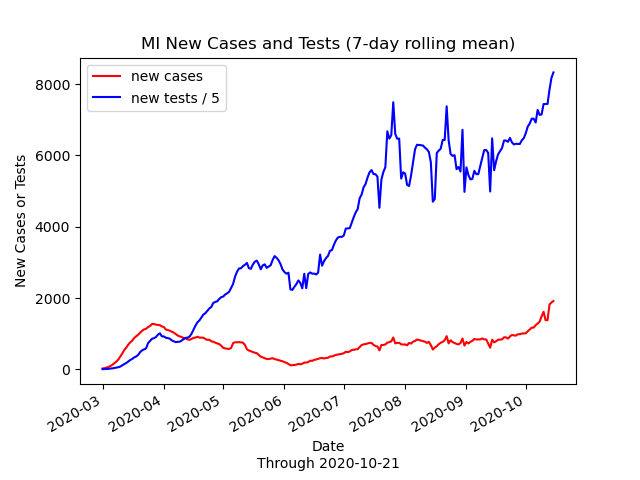 MI New Cases and Tests (7-day rolling mean)
new cases
new tests / 5
New Cases or Tests
8000
6000
4000
2000
0
2020-03
2020-04
2020-05
2020-06
2020-07
2020-08
2020-09
2020-10
Date
Through 2020-10-21